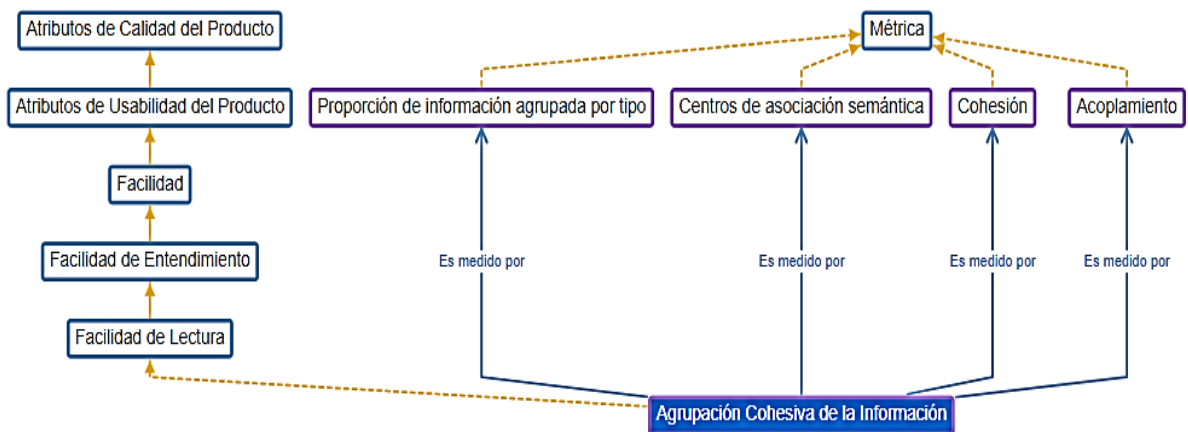 Atributos de Calidad del Producto
Métrica
Atributos de Usabilidad del Producto
Proporción de información agrupada por tipo
Centros de asociación semántica
Cohesión
Acoplamiento
Facilidad
Facilidad de Entendimiento
Es medido por
Es medido por
Es medido por
Es medido por
Facilidad de Lectura
Agrupación Cohesiva de la Información